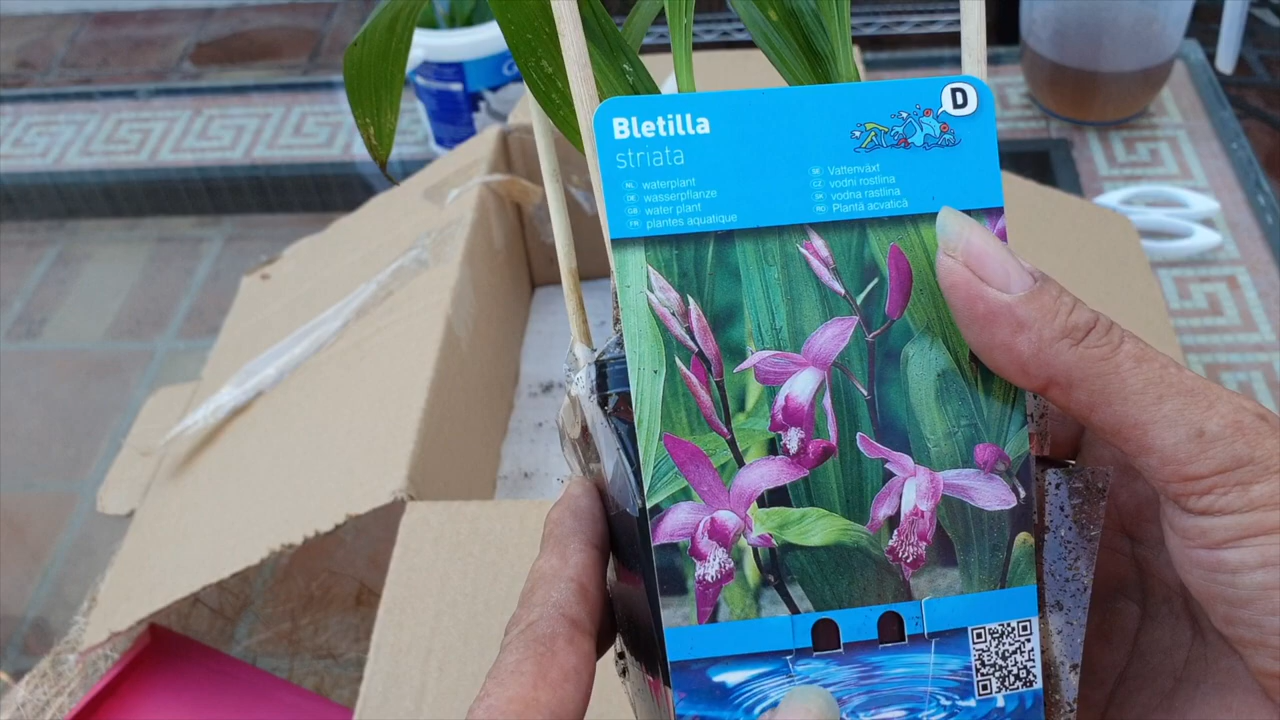 D
Bletilla
striata
NL waterplant
DE wasserpflanze
GB water plant
FR plantes aquatique
SE Vattenväxt
CZ vodni rostlina
SK vodna rastlina
RO Plantă acvatică